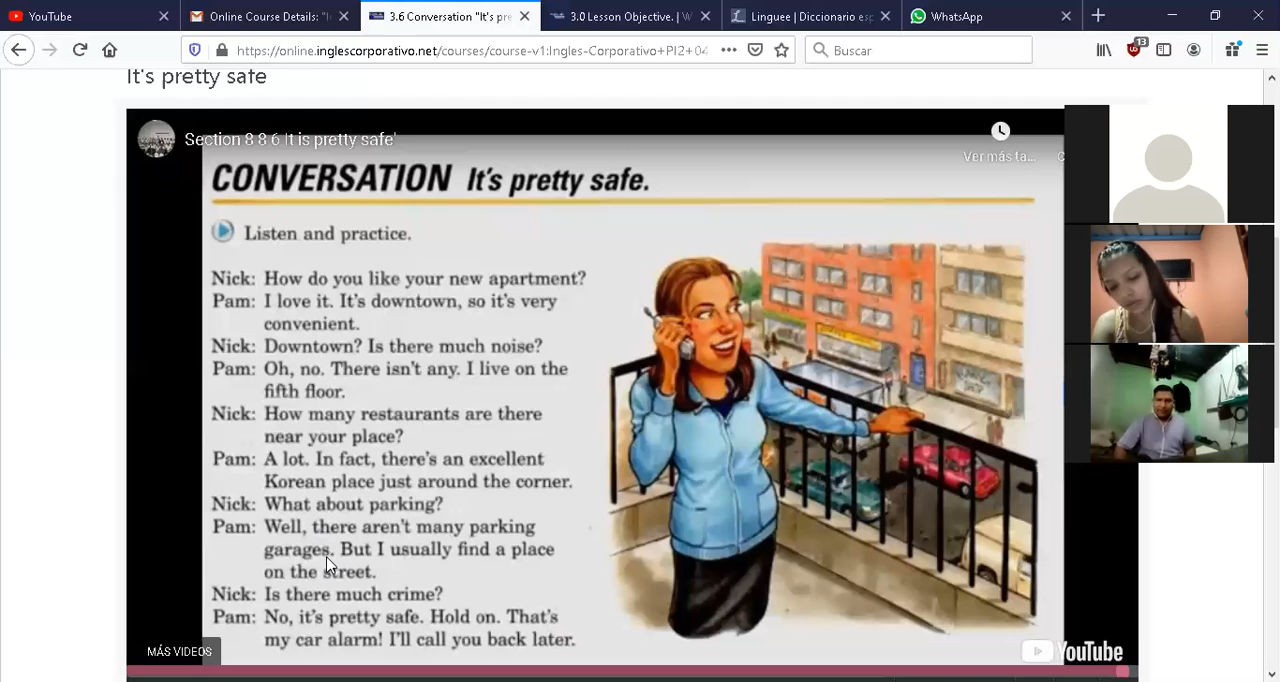 YouTube
Online Course Details: "I
3.6 Conversation "It's pre
3.0 Lesson Objective. | W
Linguee | Diccionario esp
WhatsApp
https://online.inglescorporativo.net/courses/course-v1:Ingles-Corporativo+PI2+04
Buscar
13
It's pretty safe
Section 8 8 6 It is pretty safe'
Ver más ta...
CONVERSATION It's pretty safe.
Listen and practice.
Nick: How do you like your new apartment?
Pam: I love it. It's downtown, so it's very
convenient.
Nick: Downtown? Is there much noise?
Pam: Oh, no. There isn't any. I live on the
fifth floor.
Nick: How many restaurants are there
near your place?
Pam: A lot. In fact, there's an excellent
Korean place just around the corner.
Nick: What about parking?
Pam: Well, there aren't many parking
garages. But I usually find a place
on the street.
Nick: Is there much crime?
Pam: No, it's pretty safe. Hold on. That's
my car alarm! I'll call you back later.
MÁS VIDEOS
YouTube